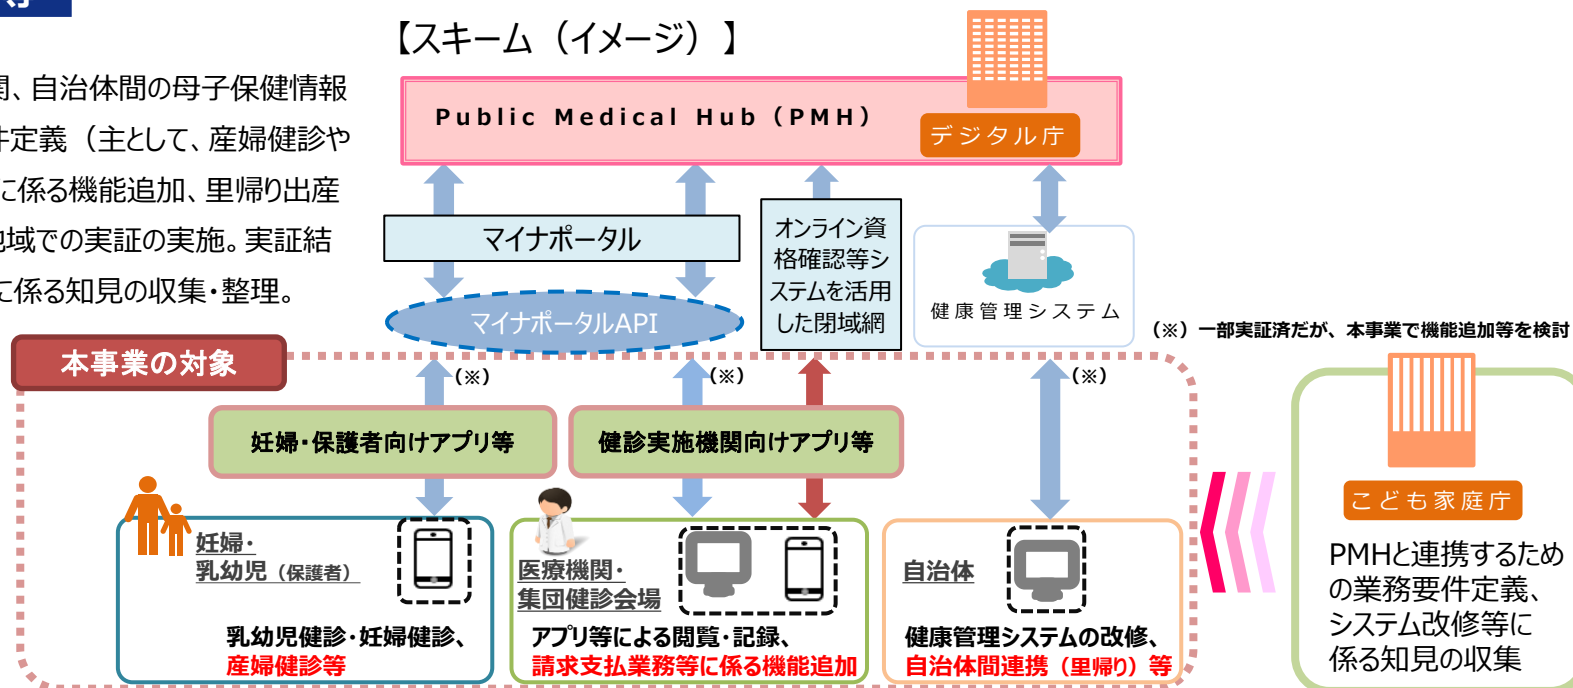 【スキーム（イメージ）】
関、自治体間の母子保健情報
件定義（主として、産婦健診や
に係る機能追加、里帰り出産
地域での実証の実施。実証結
に係る知見の収集・整理。
Public Medical Hub（PMH）
デジタル庁
マイナポータル
マイナポータルAPI
オンライン資
格確認等シ
ステムを活用
した閉域網
健康管理システム
（※）一部実証済だが、本事業で機能追加等を検討
本事業の対象
（※）
（※）
（※）
妊婦・保護者向けアプリ等
健診実施機関向けアプリ等
妊婦・
乳幼児（保護者）
乳幼児健診・妊婦健診、
産婦健診等
医療機関・
集団健診会場
アプリ等による閲覧・記録、
請求支払業務等に係る機能追加
自治体
健康管理システムの改修、
自治体間連携（里帰り）等
こども家庭庁
PMHと連携するため
の業務要件定義、
システム改修等に
係る知見の収集